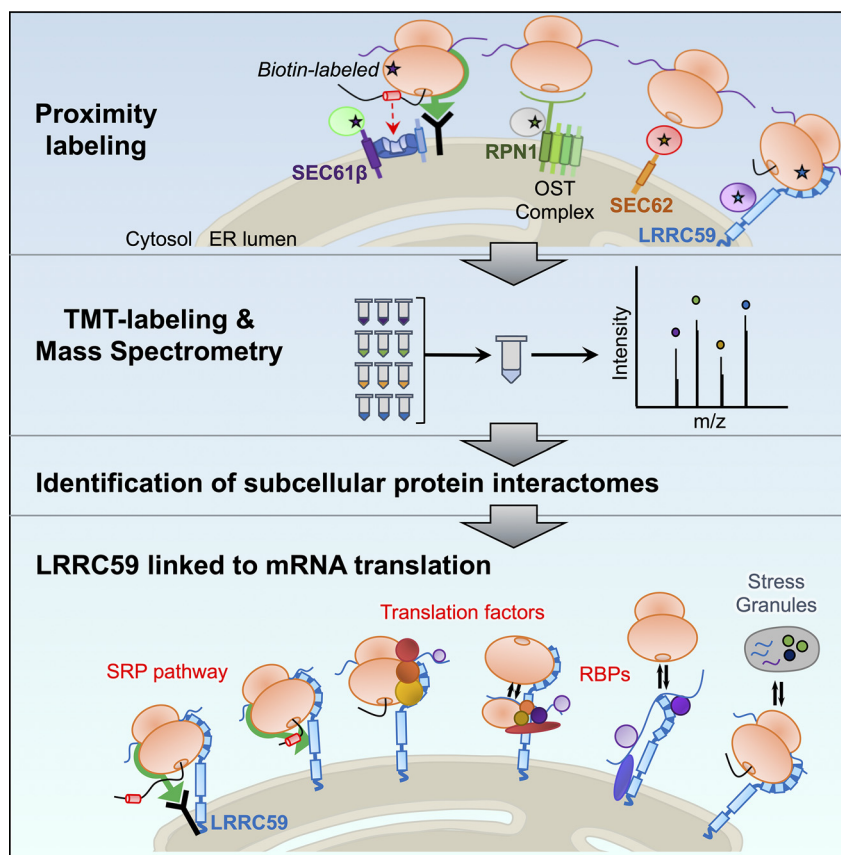 Proximity
labeling
Biotin-labeled
SEC61β
RPN1
OST
Complex
SEC62
LRRC59
Cytosol ER lumen
TMT-labeling &
Mass Spectrometry
Intensity
m/z
Identification of subcellular protein interactomes
LRRC59 linked to mRNA translation
SRP pathway
Translation factors
RBPs
Stress
Granules
LRRC59